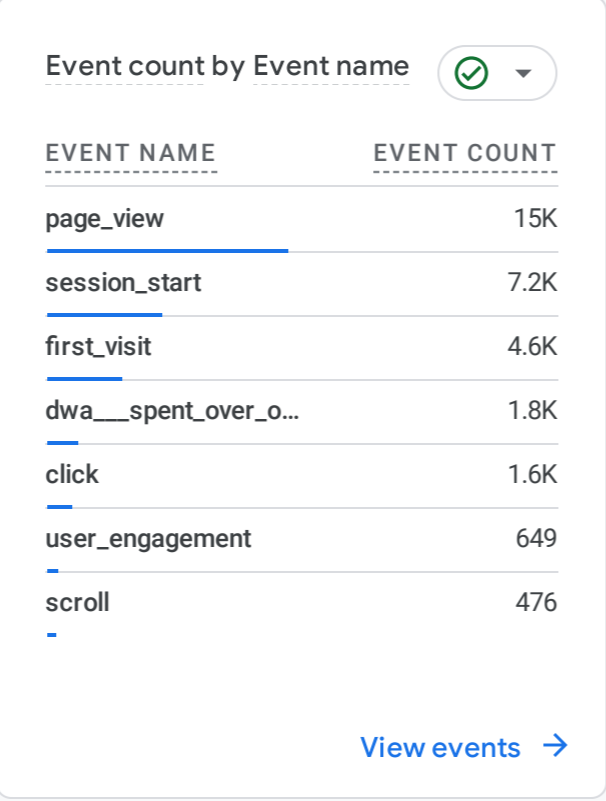 Event count by Event name
EVENT NAME EVENT COUNT
page_view 15K
session_start 7.2K
first_visit 4.6K
dwa___spent_over_o... 1.8K
click 1.6K
user_engagement 649
scroll 476
View events